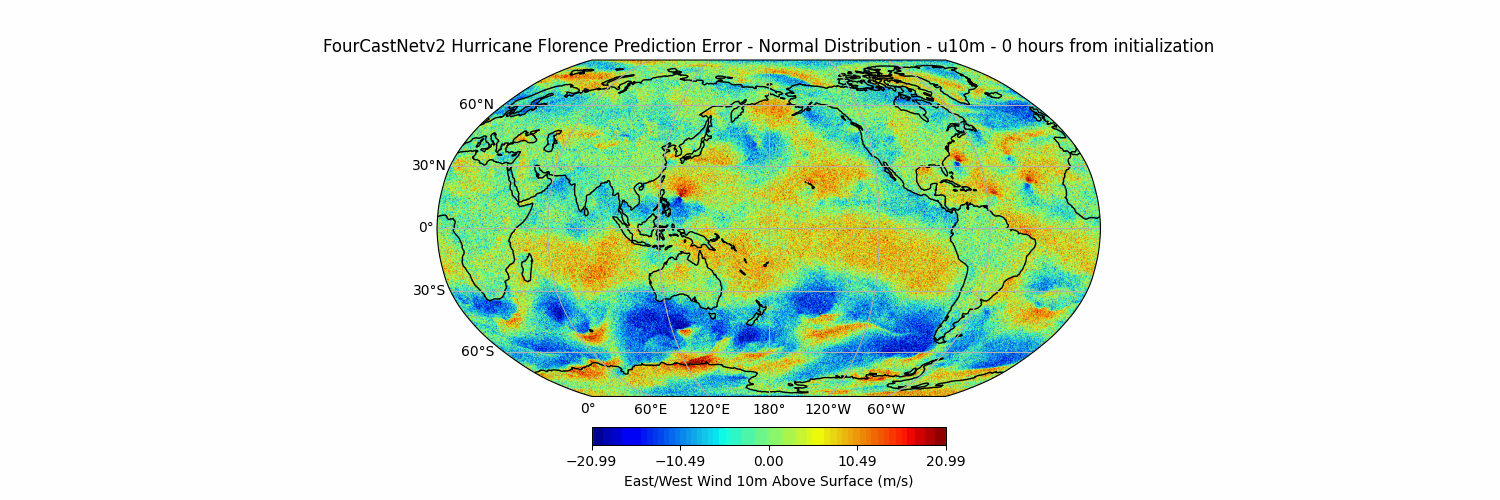 FourCastNetv2 Hurricane Florence Prediction Error - Normal Distribution - u10m - 0 hours from initialization
60°N
30°N
0°
30°S
60°S
0° 60°E 120°E 180° 120°W 60°W
−20.99 −10.49 0.00 10.49 20.99
East/West Wind 10m Above Surface (m/s)